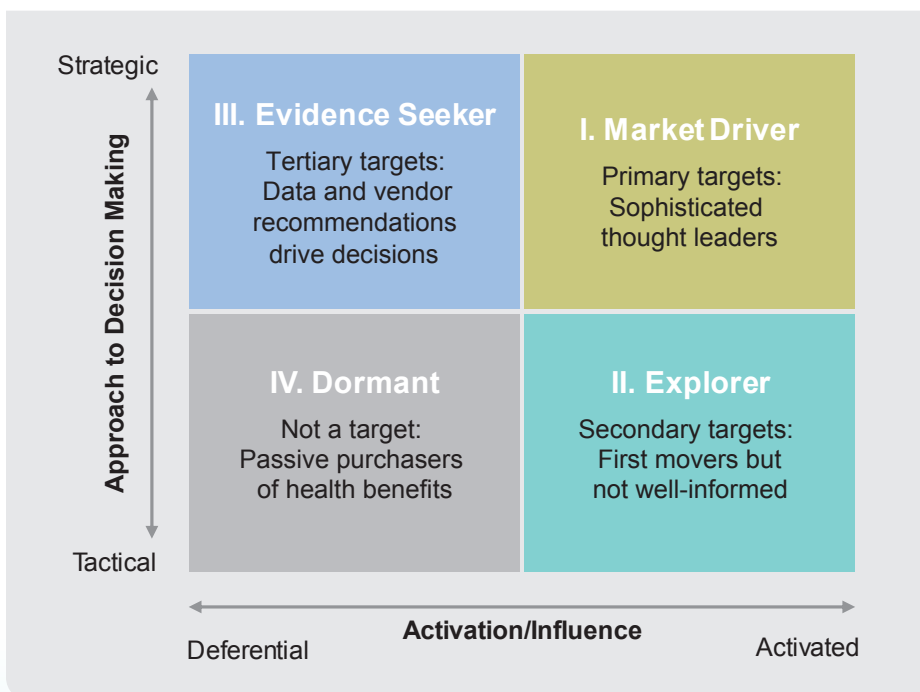 Strategic
Approach to Decision Making
Tactical
III. Evidence Seeker
Tertiary targets:
Data and vendor
recommendations
drive decisions
I. Market Driver
Primary targets:
Sophisticated
thought leaders
IV. Dormant
Not a target:
Passive purchasers
of health benefits
II. Explorer
Secondary targets:
First movers but
not well-informed
Activation/Influence
Deferential
Activated